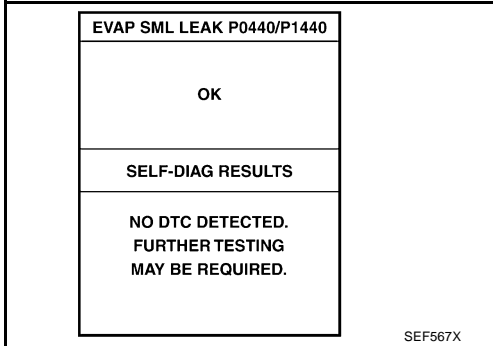 EVAP SML LEAK P0440/P1440
OK
SELF-DIAG RESULTS
NO DTC DETECTED.
FURTHER TESTING
MAY BE REQUIRED.
SEF567X